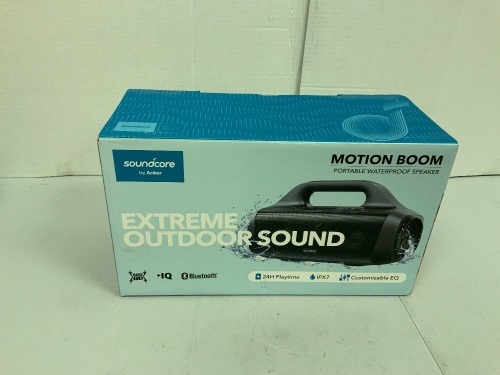 soundcore
by Anker
MOTION BOOM
PORTABLE WATERPROOF SPEAKER
EXTREME
OUTDOOR SOUND
IQ
Bluetooth®
24H Playtime
IPX7
Customizable EQ